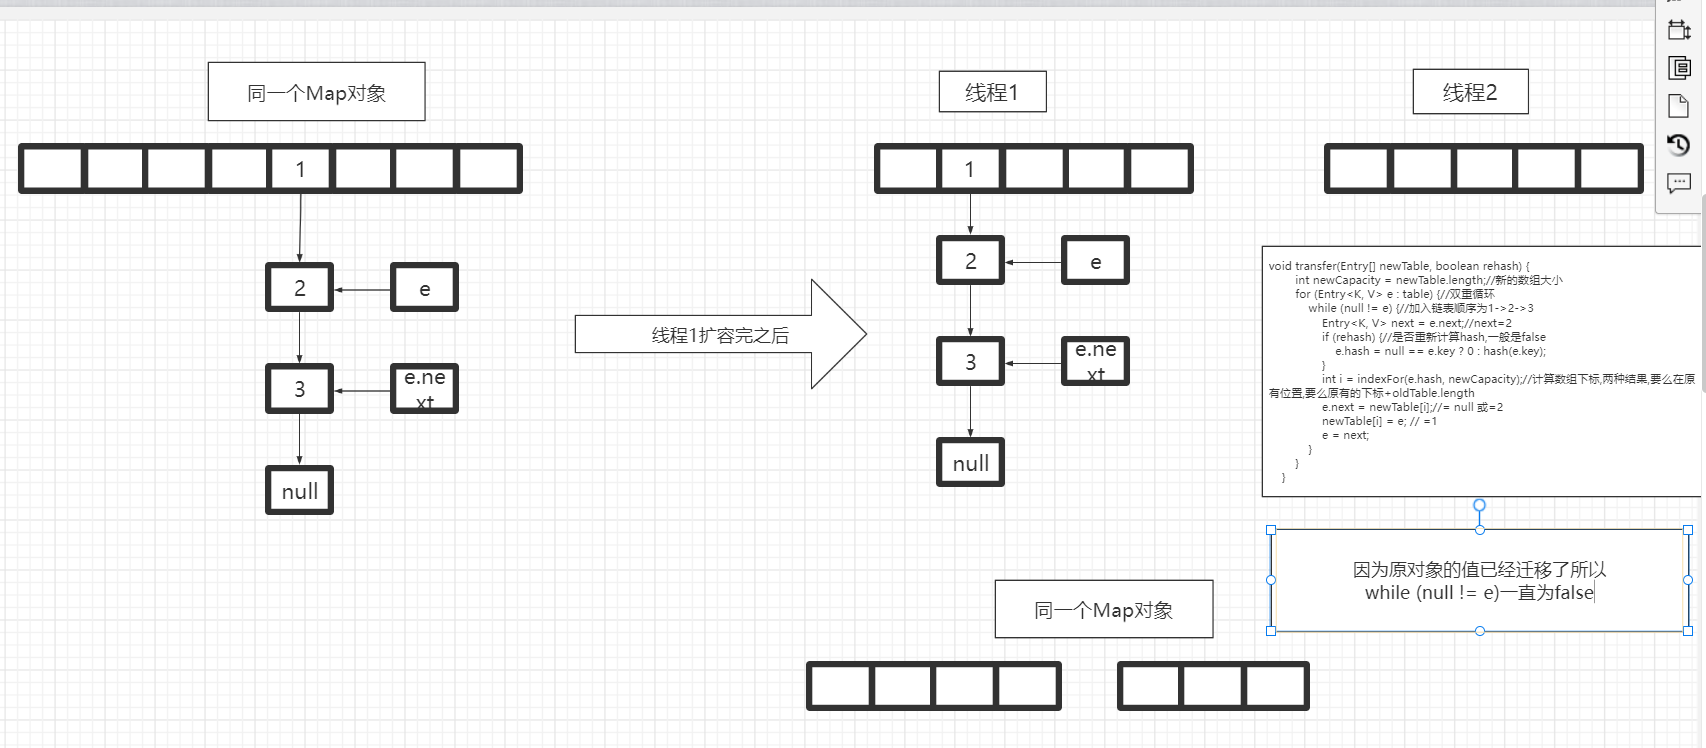 同一个Map对象
1
2
e
3
e.ne
xt
null
线程1扩容完之后
线程1
1
2
e
3
e.ne
xt
null
线程2
void transfer(Entry[] newTable, boolean rehash) {
int newCapacity = newTable.length;//新的数组大小
for (Entry<K, V> e : table) {//双重循环
while (null != e) {//加入链表顺序为1->2->3
Entry<K, V> next = e.next;//next=2
if (rehash) {//是否重新计算hash,一般是false
e.hash = null == e.key ? 0 : hash(e.key);
}
int i = indexFor(e.hash, newCapacity);//计算数组下标,两种结果,要么在原
有位置,要么原有的下标+oldTable.length
e.next = newTable[i];//= null 或=2
newTable[i] = e; // =1
e = next;
}
}
}
因为原对象的值已经迁移了所以
while (null != e)一直为false
同一个Map对象